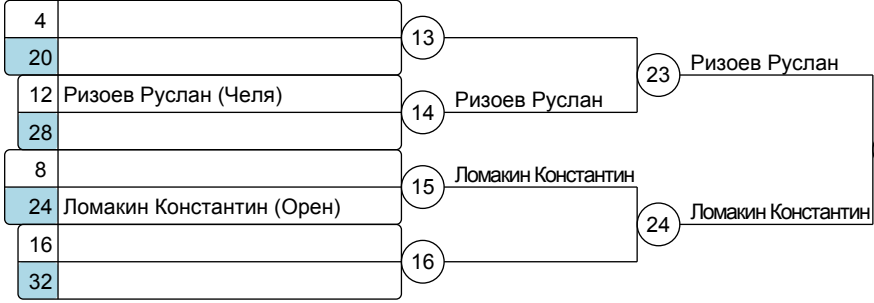 4
13
20
23 Ризоев Руслан
12 Ризоев Руслан (Челя)
14 Ризоев Руслан
28
8
15 Ломакин Константин
24 Ломакин Константин (Орен)
24 Ломакин Константин
16
16
32